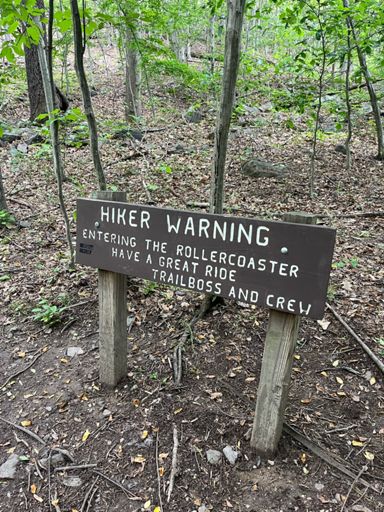 HIKER WARNING
ENTERING THE ROLLERCOASTER
HAVE A GREAT RIDE
TRAILBOSS AND CREW